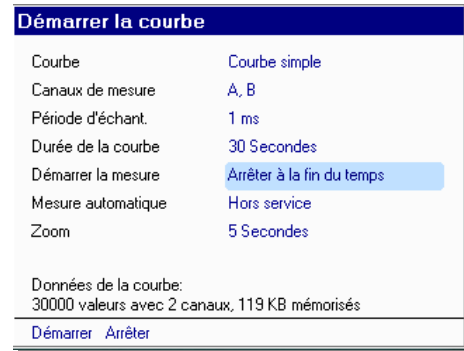 Démarrer la courbe
Courbe Courbe simple
Canaux de mesure A, B
Période d'échant. 1 ms
Durée de la courbe 30 Secondes
Démarrer la mesure Arrêter à la fin du temps
Mesure automatique Hors service
Zoom 5 Secondes
Données de la courbe:
30000 valeurs avec 2 canaux, 119 KB mémorisés
Démarrer Arrêter